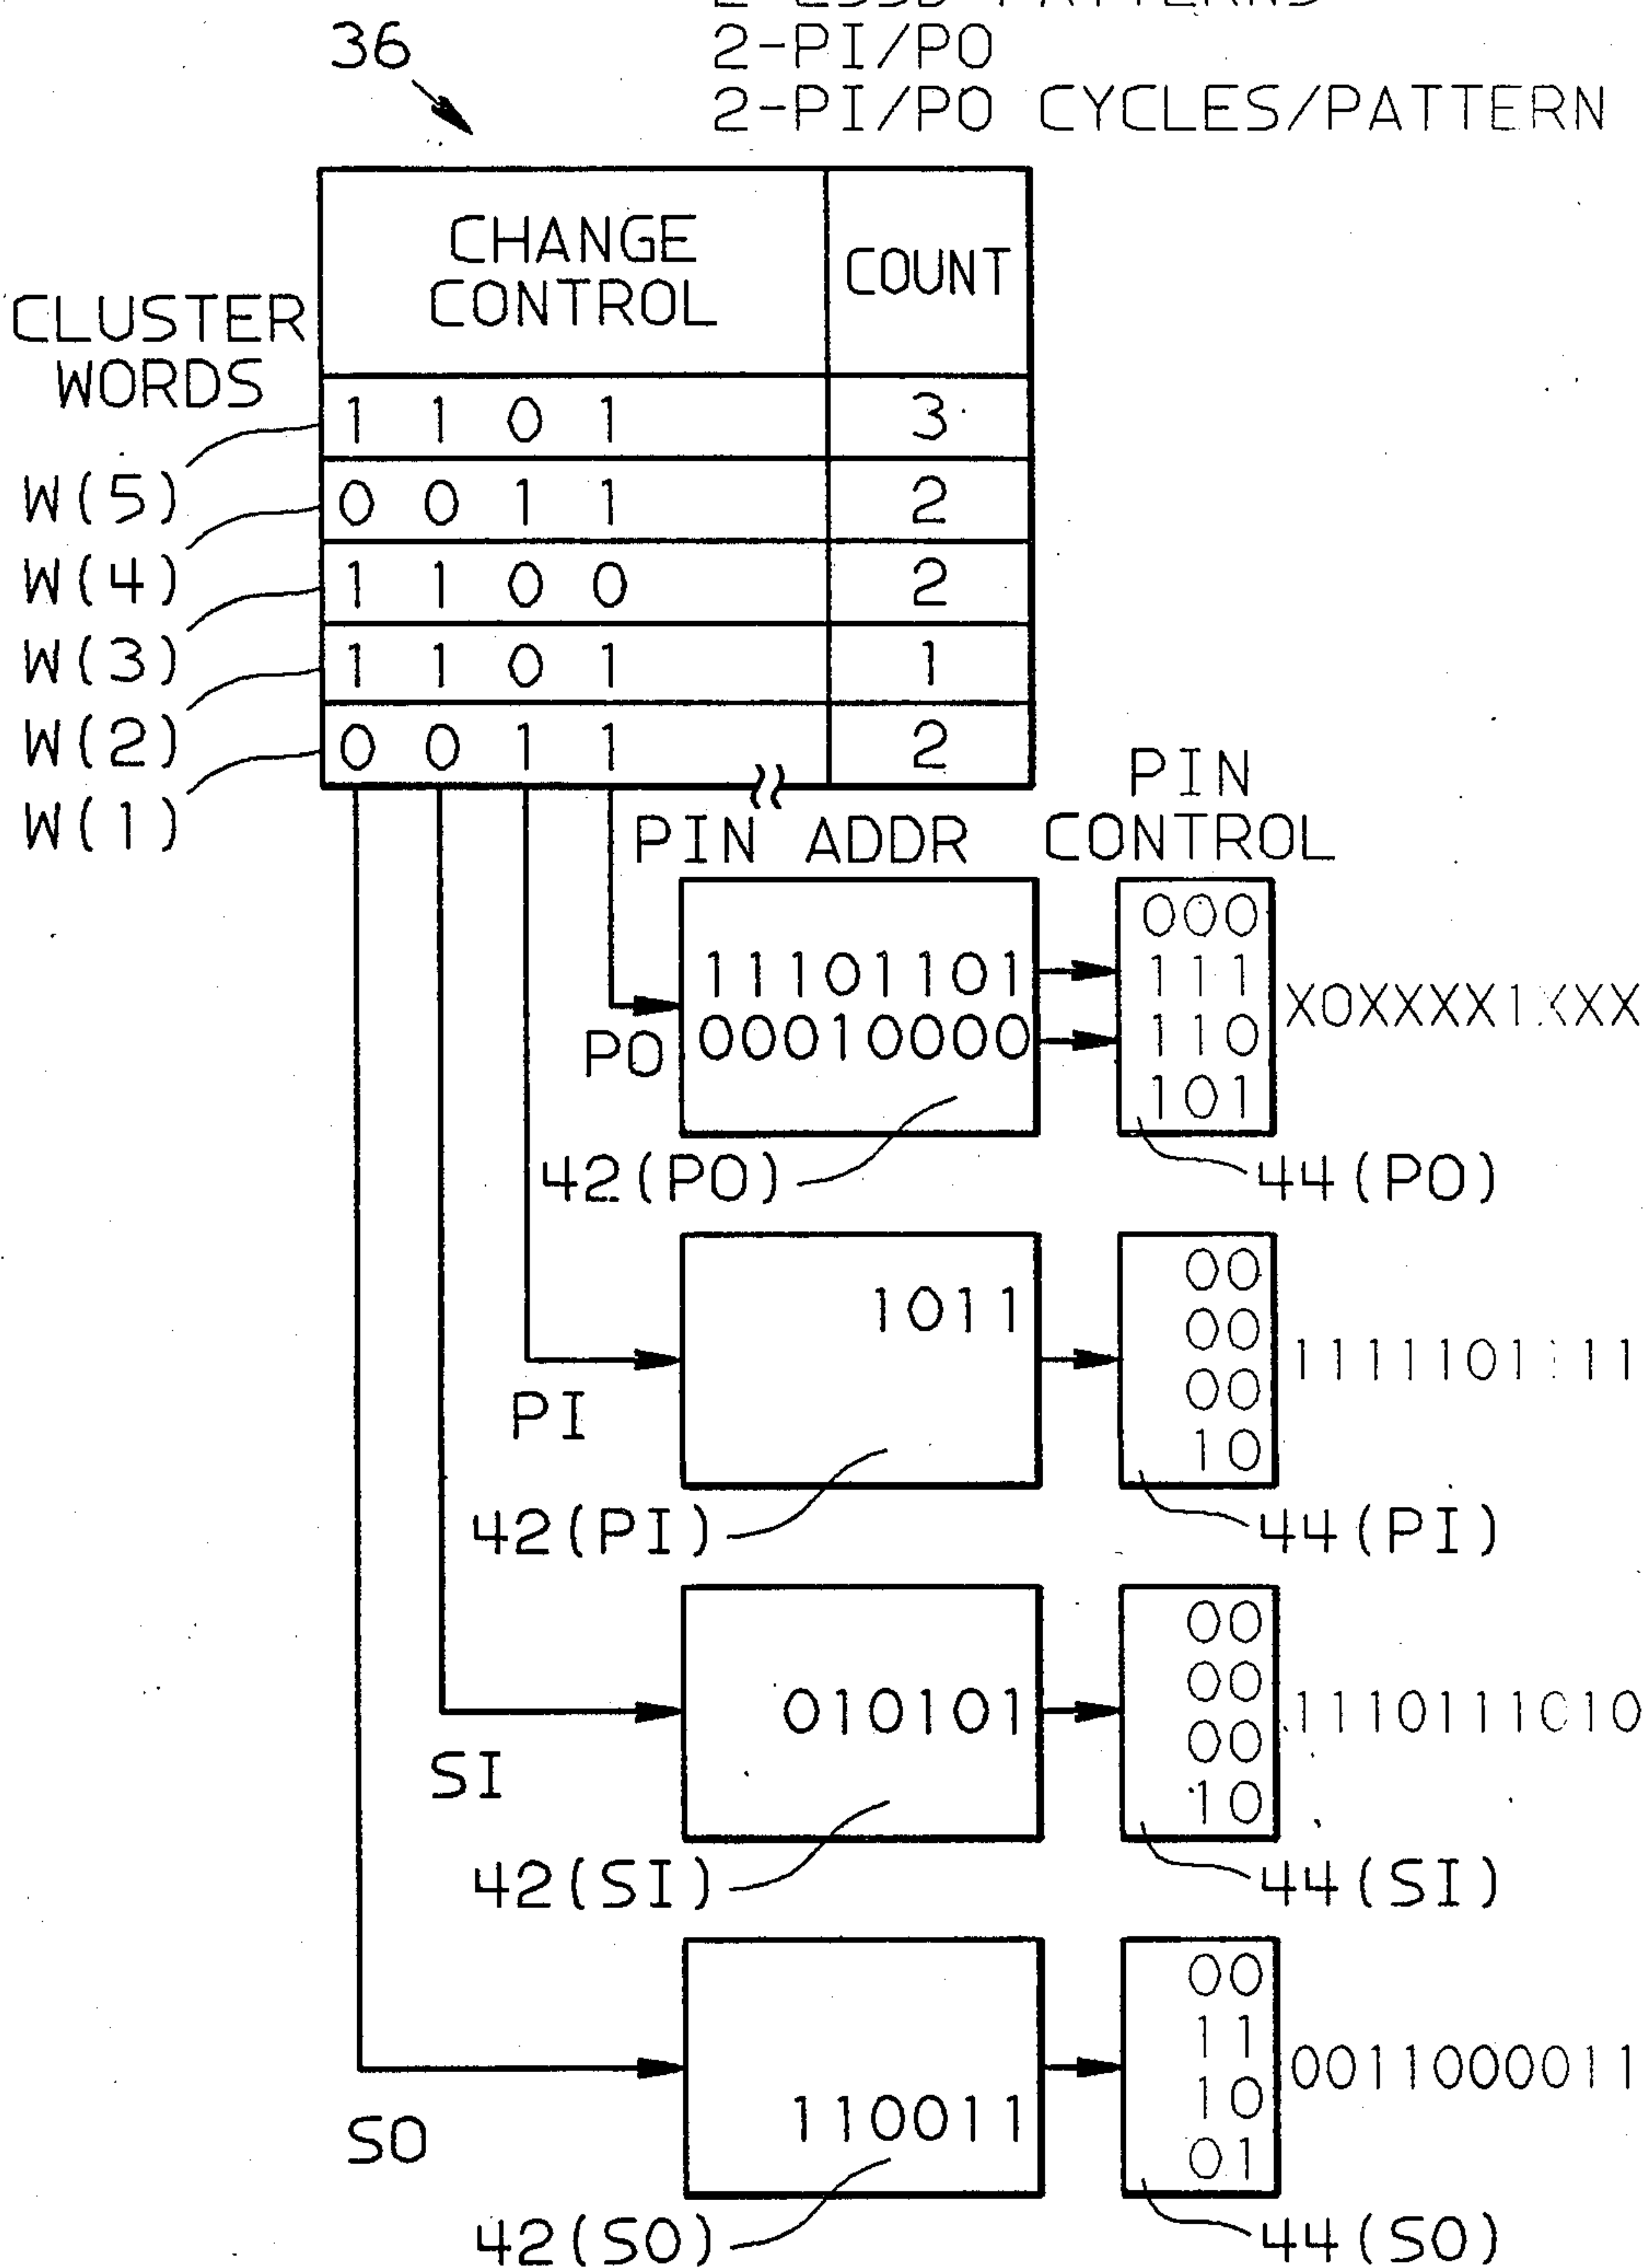 36
2-PI/PO
2-PI/PO CYCLES/PATTERN
CHANGE
CONTROL
COUNT
CLUSTER
WORDS
1 1 0 1 3
W(5)
0 0 1 1 2
W(4)
1 1 0 0 2
W(3)
1 1 0 1 1
W(2)
0 0 1 1 2
W(1)
PIN ADDR
PIN
CONTROL
11101101
00010000
PO
000
111
110
101
42(PO)
44(PO)
1011
PI
00
00
00
10
42(PI)
44(PI)
010101
SI
00
00
00
10
1110111010
42(SI)
44(SI)
110011
SO
00
11
10
01
0011000011
42(SO)
44(SO)